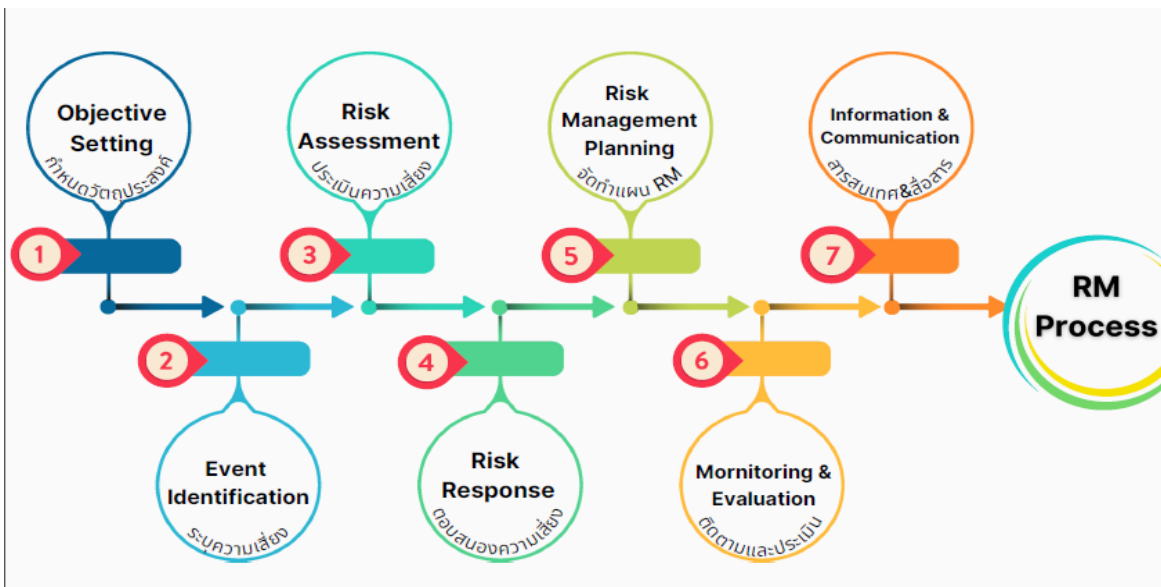 1
Objective
Setting
กำหนดวัตถุประสงค์
2
Event
Identification
ระบุความเสี่ยง
3
Risk
Assessment
ประเมินความเสี่ยง
4
Risk
Response
ตอบสนองความเสี่ยง
5
Risk
Management
Planning
จัดทำแผน RM
6
Mornitoring &
Evaluation
ติดตามและประเมิน
7
Information &
Communication
สารสนเทศ&สื่อสาร
RM
Process